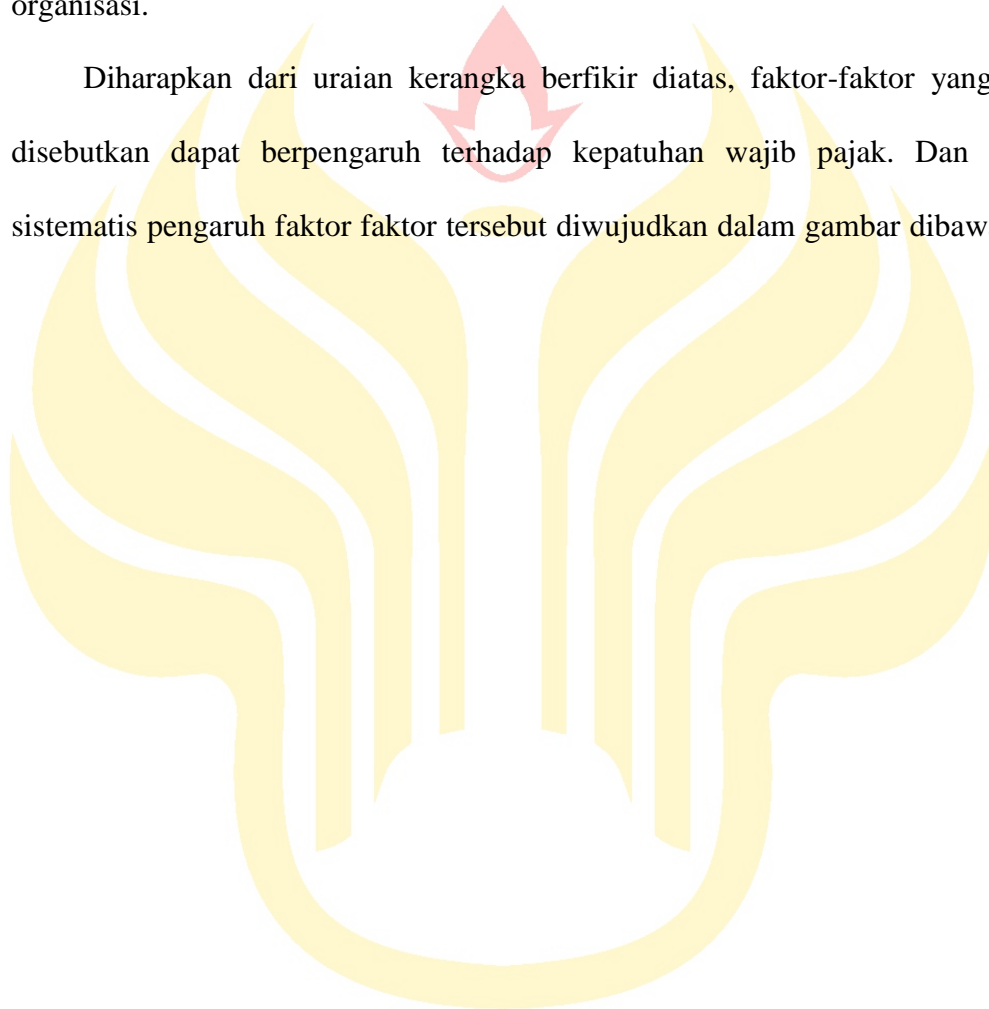 organisasi.
Diharapkan dari uraian kerangka berfikir diatas, faktor-faktor yang
disebutkan dapat berpengaruh terhadap kepatuhan wajib pajak. Dan
sistematis pengaruh faktor faktor tersebut diwujudkan dalam gambar dibaw